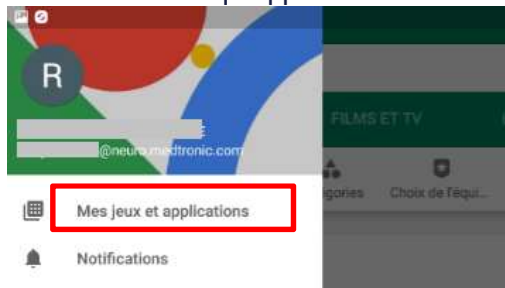 R
FILMS ET TV
@neuro.medtronic.com
Choix de l'équi...
Mes jeux et applications
Notifications